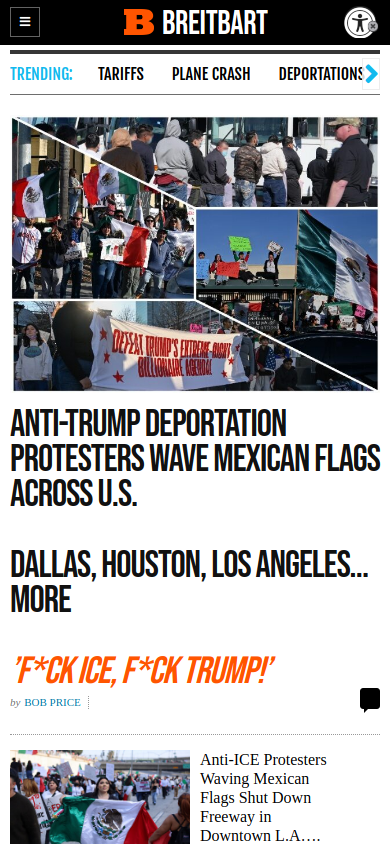 BREITBART
TRENDING:
TARIFFS
PLANE CRASH
DEPORTATIONS
DEFEAT TRUMP'S EXTREME-RIGHT
BILLIONAIRE AGENDA!
ANTI-TRUMP DEPORTATION
PROTESTERS WAVE MEXICAN FLAGS
ACROSS U.S.
DALLAS, HOUSTON, LOS ANGELES…
MORE
'F*CK ICE, F*CK TRUMP!'
by BOB PRICE
Anti-ICE Protesters
Waving Mexican
Flags Shut Down
Freeway in
Downtown L.A.…